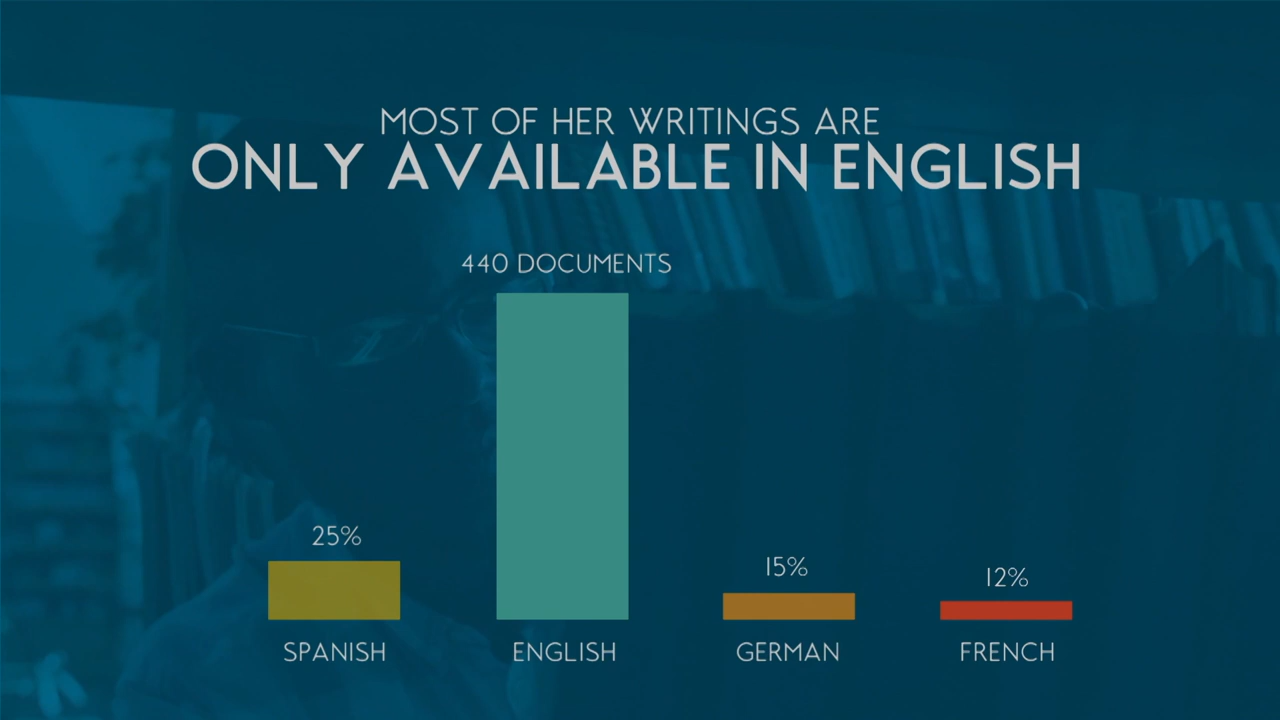 MOST OF HER WRITINGS ARE
ONLY AVAILABLE IN ENGLISH
440 DOCUMENTS
25%
15%
12%
SPANISH
ENGLISH
GERMAN
FRENCH